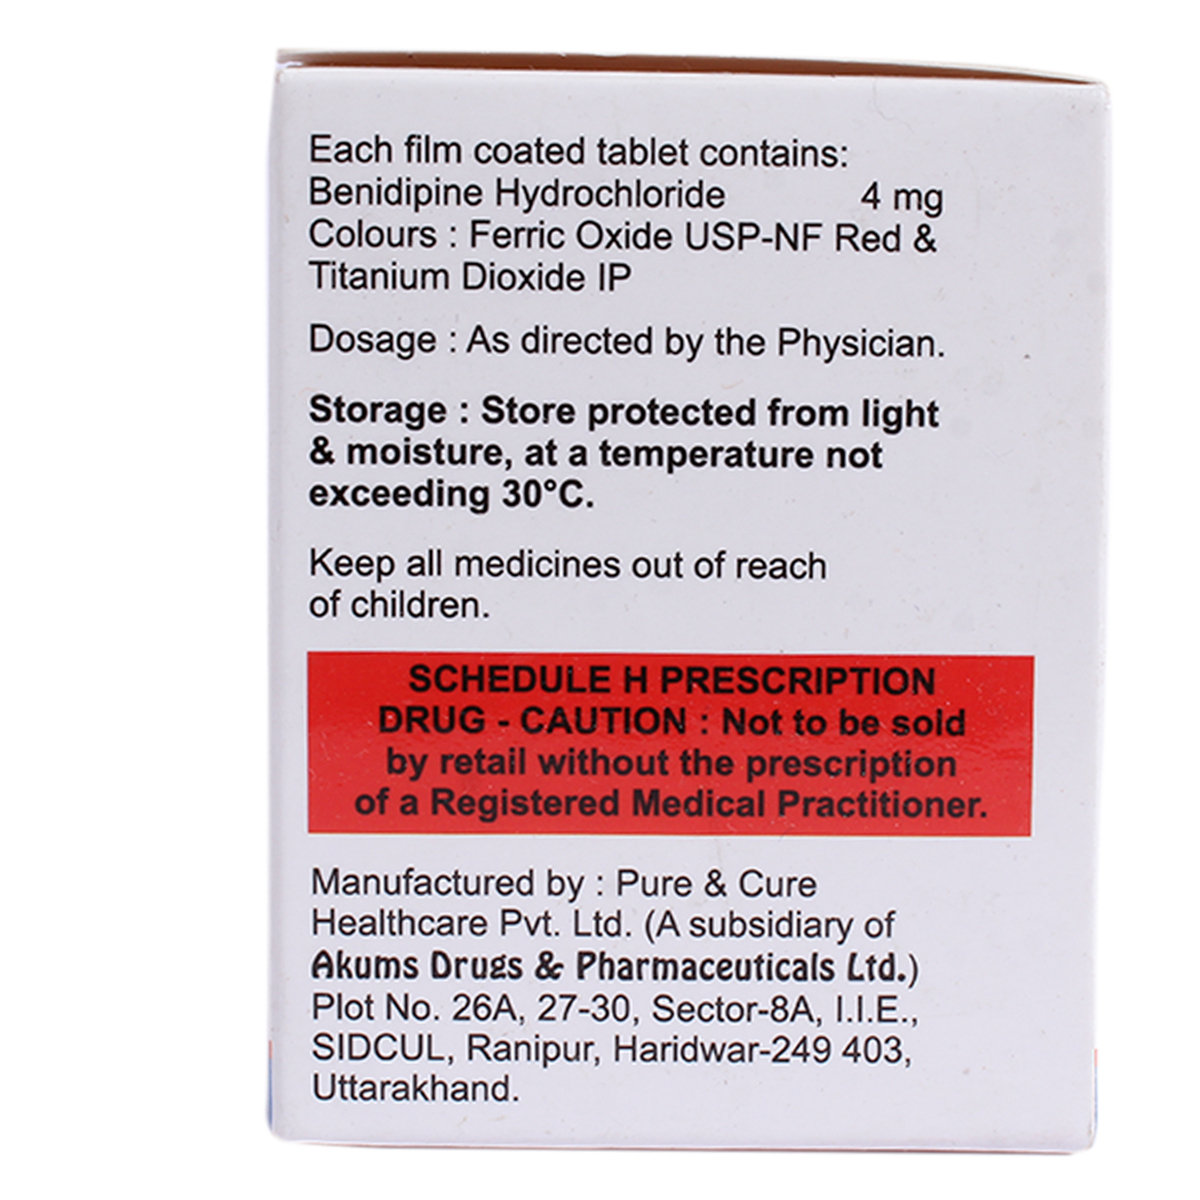 Each film coated tablet contains:
Benidipine Hydrochloride 4 mg
Colours : Ferric Oxide USP-NF Red &
Titanium Dioxide IP
Dosage : As directed by the Physician.
Storage : Store protected from light
& moisture, at a temperature not
exceeding 30°C.
Keep all medicines out of reach
of children.
SCHEDULE H PRESCRIPTION
DRUG - CAUTION : Not to be sold
by retail without the prescription
of a Registered Medical Practitioner.
Manufactured by : Pure & Cure
Healthcare Pvt. Ltd. (A subsidiary of
Akums Drugs & Pharmaceuticals Ltd.)
Plot No. 26A, 27-30, Sector-8A, I.I.E.,
SIDCUL, Ranipur, Haridwar-249 403,
Uttarakhand.